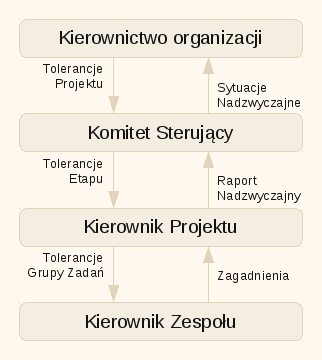 Kierownictwo organizacji
Tolerancje
Projektu
Sytuacje
Nadzwyczajne
Komitet Sterujący
Tolerancje
Etapu
Raport
Nadzwyczajny
Kierownik Projektu
Tolerancje
Grupy Zadań
Zagadnienia
Kierownik Zespołu